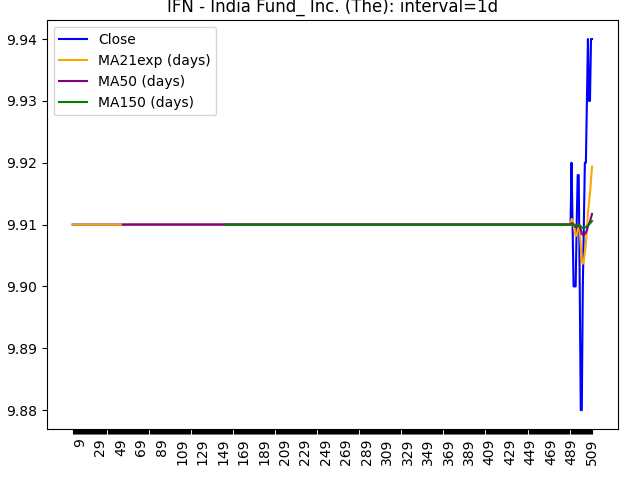 IFN - India Fund_ Inc. (The): interval=1d
Close
MA21exp (days)
MA50 (days)
MA150 (days)
9.94
9.93
9.92
9.91
9.90
9.89
9.88
9 29 49 69 89 109 129 149 169 189 209 229 249 269 289 309 329 349 369 389 409 429 449 469 489 509